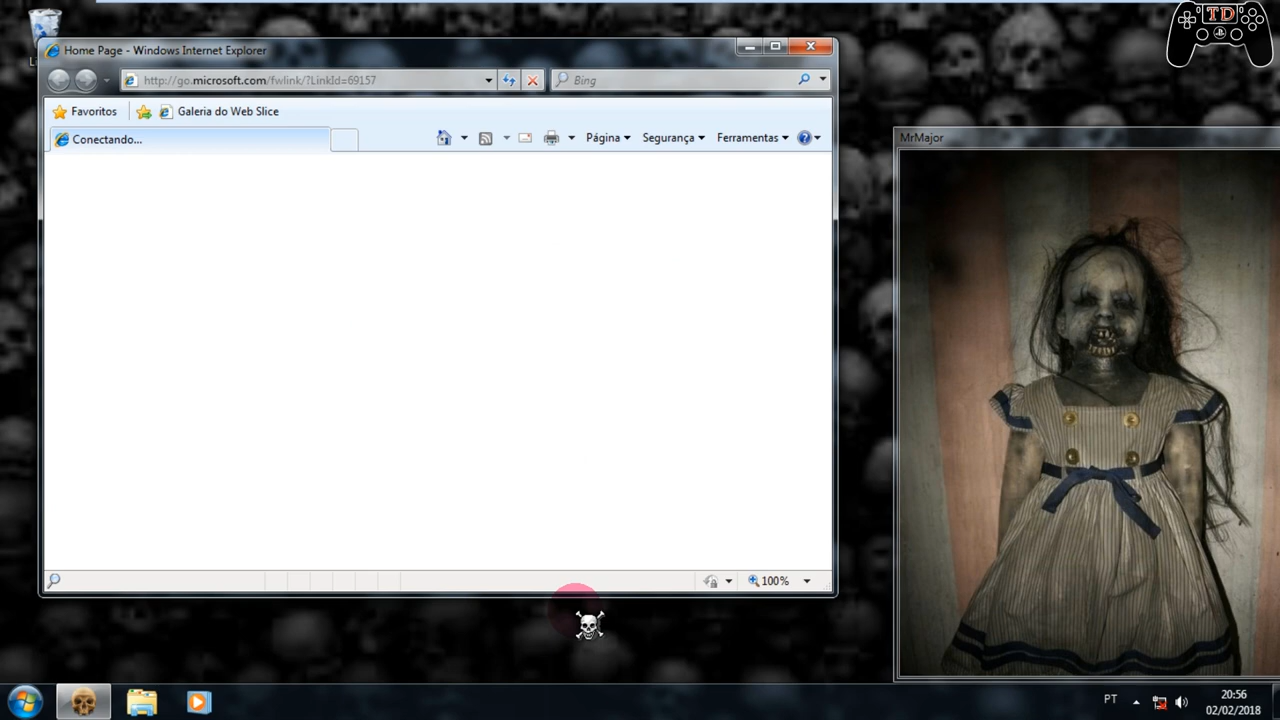 TD
Li
Home Page - Windows Internet Explorer
http://go.microsoft.com/fwlink/?LinkId=69157
Bing
Favoritos
Galeria do Web Slice
Conectando...
Página
Segurança
Ferramentas
MrMajor
100%
PT
20:56
02/02/2018